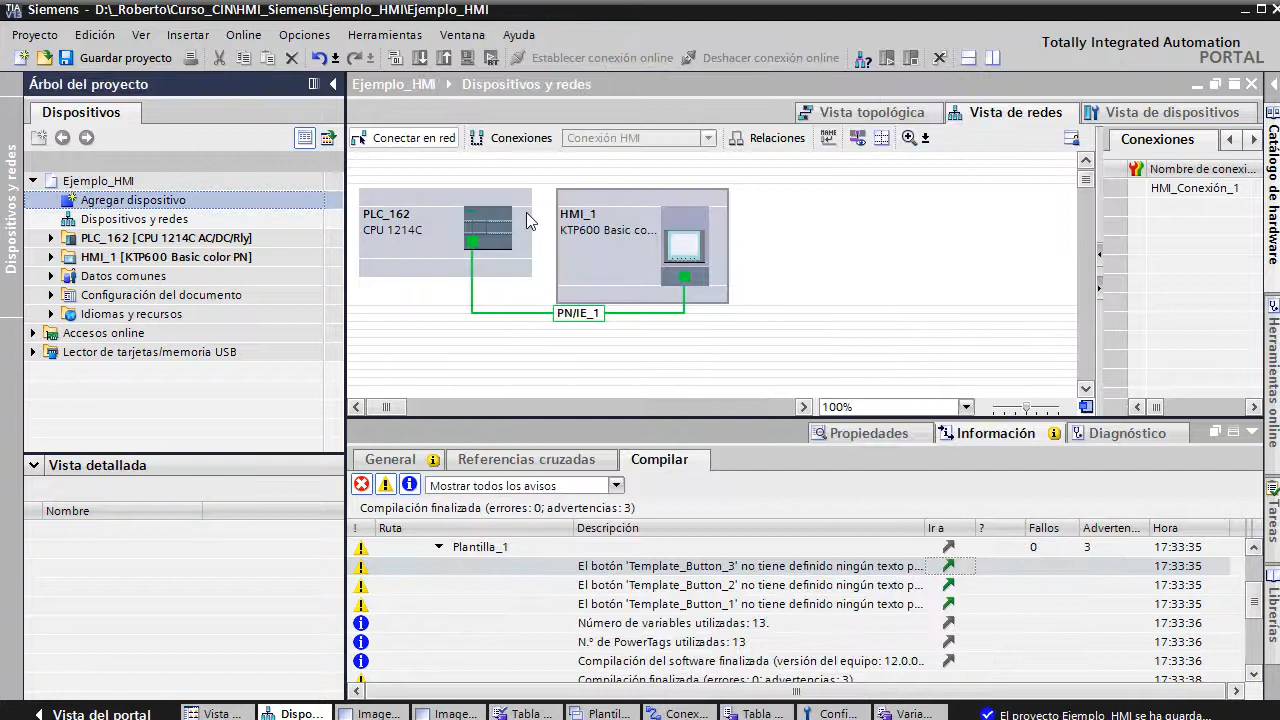 TIA V13 Siemens - D:\_Roberto\Curso_CIN\HMI_Siemens\Ejemplo_HMI\Ejemplo_HMI
Proyecto Edición Ver Insertar Online Opciones Herramientas Ventana Ayuda
Totally Integrated Automation
PORTAL
Guardar proyecto Establecer conexión online Deshacer conexión online
Árbol del proyecto
Ejemplo_HMI Dispositivos y redes
Dispositivos
Vista topológica Vista de redes Vista de dispositivos
Conectar en red Conexiones Conexión HMI Relaciones
Conexiones
Nombre de conexi...
HMI_Conexión_1
Dispositivos y redes
Ejemplo_HMI
Agregar dispositivo
Dispositivos y redes
PLC_162 [CPU 1214C AC/DC/Rly]
HMI_1 [KTP600 Basic color PN]
Datos comunes
Configuración del documento
Idiomas y recursos
Accesos online
Lector de tarjetas/memoria USB
PLC_162
CPU 1214C
HMI_1
KTP600 Basic co...
PN/IE_1
100%
Catálogo de hardware
Herramientas online
Tareas
Librerías
Vista detallada
Nombre
Propiedades Información Diagnóstico
General Referencias cruzadas Compilar
Mostrar todos los avisos
Compilación finalizada (errores: 0; advertencias: 3)
! Ruta Descripción Ir a ? Fallos Adverten... Hora
Plantilla_1 0 3 17:33:35
El botón 'Template_Button_3' no tiene definido ningún texto p... 17:33:35
El botón 'Template_Button_2' no tiene definido ningún texto p... 17:33:35
El botón 'Template_Button_1' no tiene definido ningún texto p... 17:33:35
Número de variables utilizadas: 13. 17:33:36
N.º de PowerTags utilizadas: 13 17:33:36
Compilación del software finalizada (versión del equipo: 12.0.0.. 17:33:36
Compilación finalizada (errores: 0; advertencias: 3) 17:33:38
Vista del portal Vista ... Dispo... Image... Image... Tabla ... Plantil... Conex... Tabla ... Confi... Varia... El proyecto Ejemplo_HMI se ha guarda...